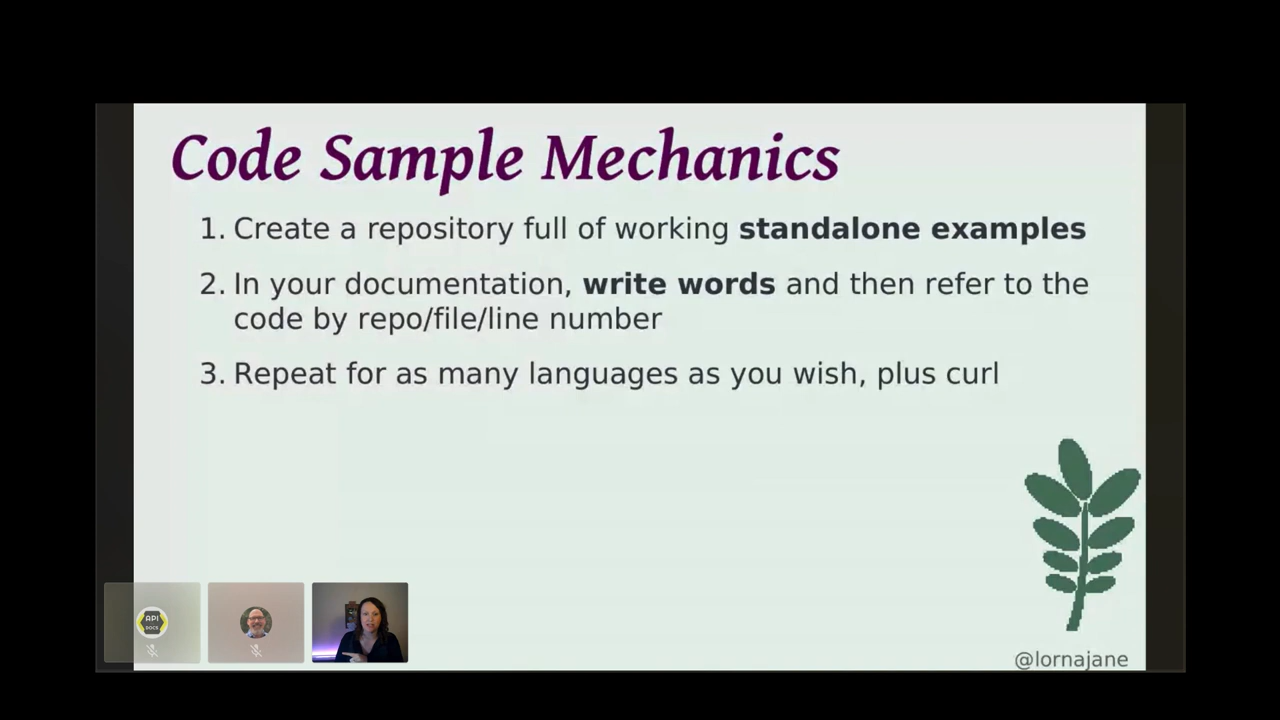 Code Sample Mechanics
1. Create a repository full of working standalone examples
2. In your documentation, write words and then refer to the
code by repo/file/line number
3. Repeat for as many languages as you wish, plus curl
API
DOCS
@lornajane